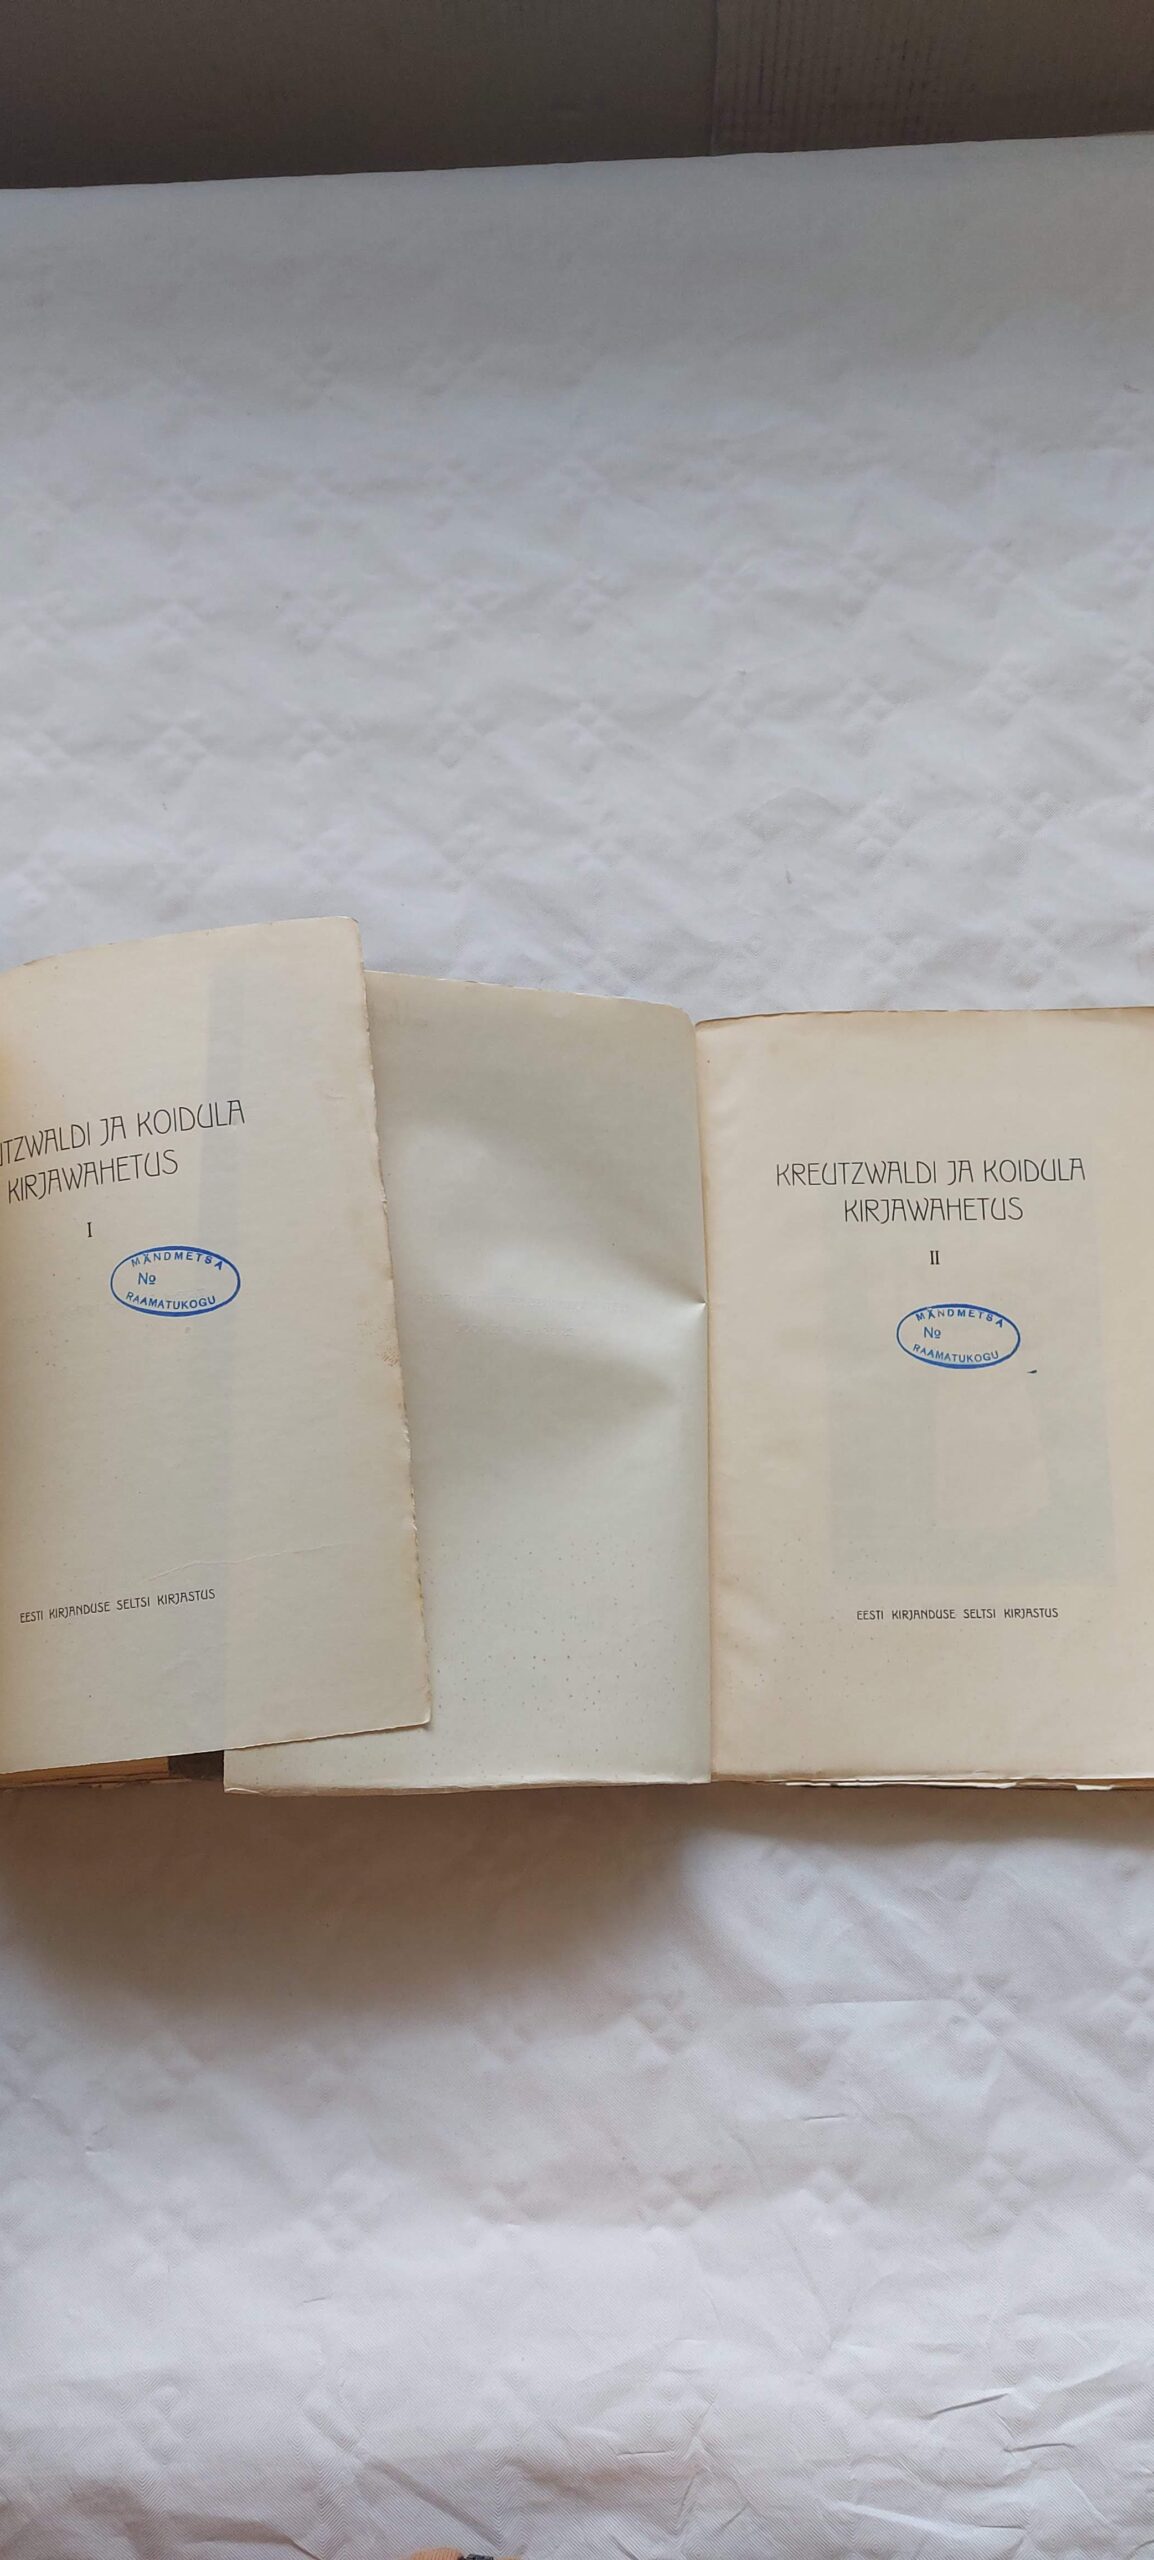 UTZWALDI JA KOIDULA
KIRJAWAHETUS
I
MÄNDMETSA
No
RAAMATUKOGU
EESTI KIRJANDUSE SELTSI KIRJASTUS
KREUTZWALDI JA KOIDULA
KIRJAWAHETUS
II
MÄNDMETSA
No
RAAMATUKOGU
EESTI KIRJANDUSE SELTSI KIRJASTUS